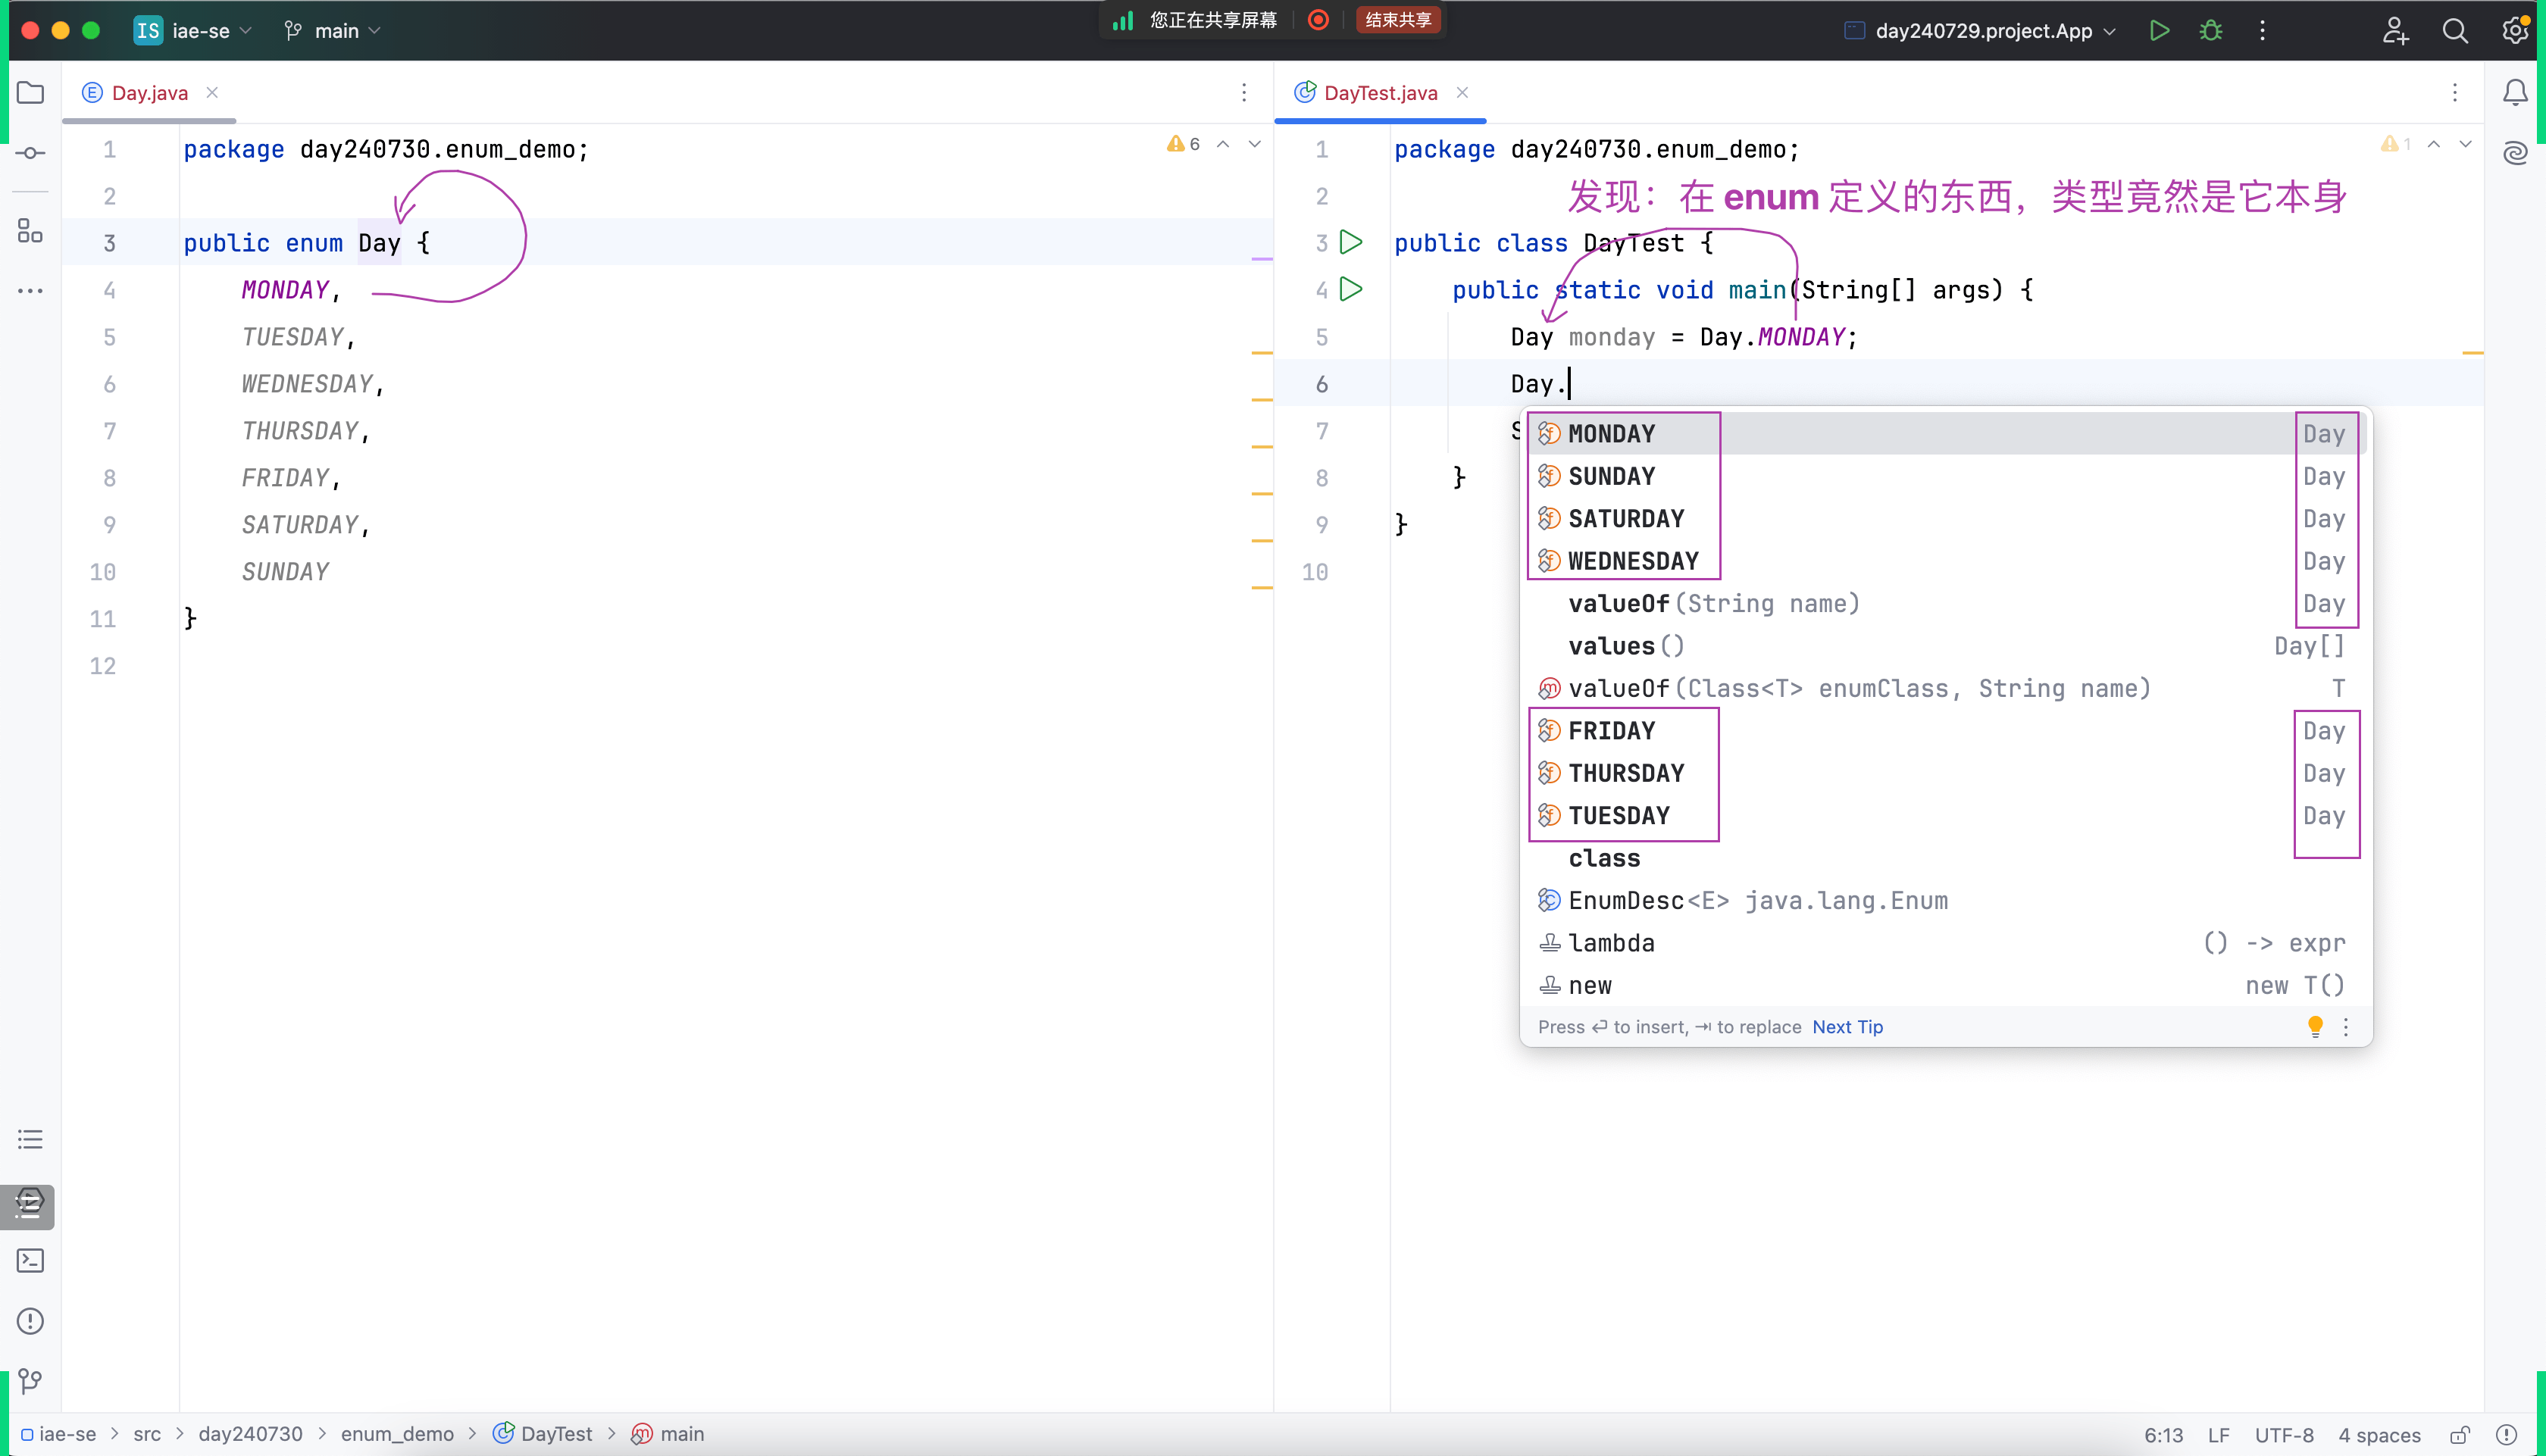 IS iae-se main 您正在共享屏幕 结束共享 day240729.project.App
Day.java
DayTest.java
1 package day240730.enum_demo; 6
2
3 public enum Day {
4 MONDAY,
5 TUESDAY,
6 WEDNESDAY,
7 THURSDAY,
8 FRIDAY,
9 SATURDAY,
10 SUNDAY
11 }
12
1 package day240730.enum_demo; 1
2 发现：在 enum 定义的东西，类型竟然是它本身
3 public class DayTest {
4 public static void main(String[] args) {
5 Day monday = Day.MONDAY;
6 Day.
7 S
8 }
9 }
10
MONDAY Day
SUNDAY Day
SATURDAY Day
WEDNESDAY Day
valueOf(String name) Day
values() Day[]
valueOf(Class<T> enumClass, String name) T
FRIDAY Day
THURSDAY Day
TUESDAY Day
class
EnumDesc<E> java.lang.Enum
lambda () -> expr
new new T()
Press ↩ to insert, ⇥ to replace Next Tip
iae-se > src > day240730 > enum_demo > DayTest > main 6:13 LF UTF-8 4 spaces